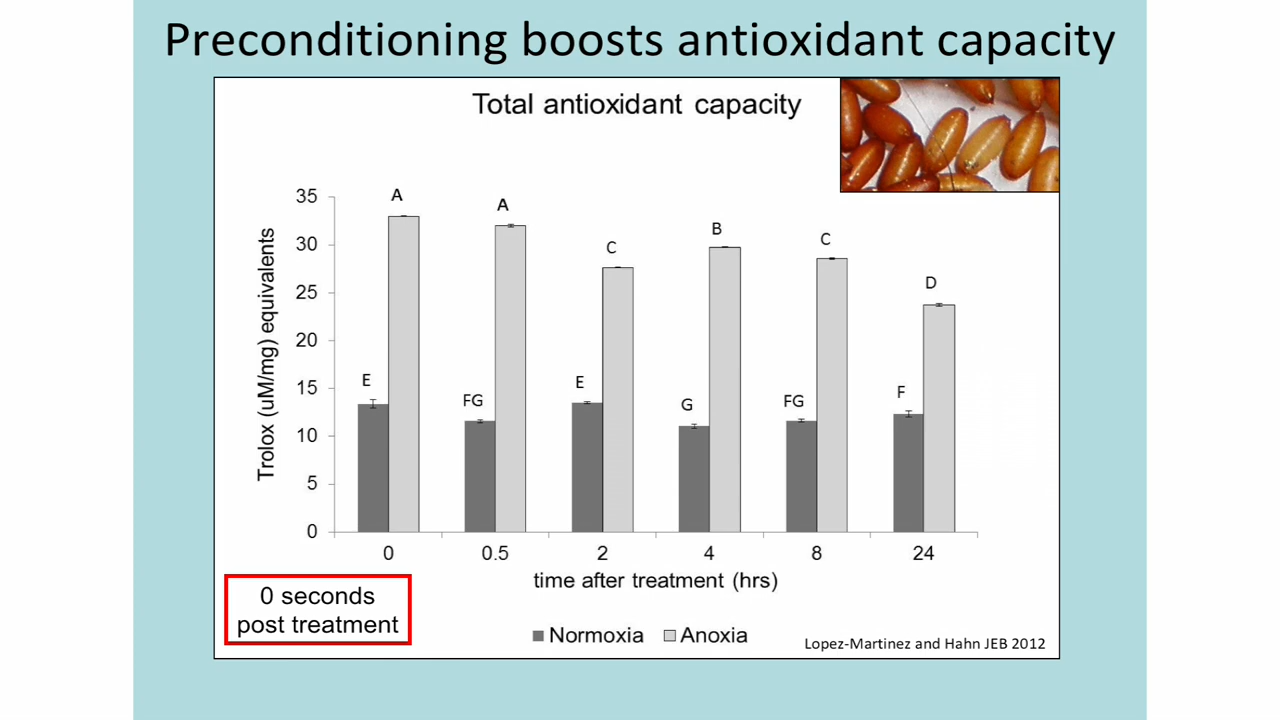 Preconditioning boosts antioxidant capacity
Total antioxidant capacity
Trolox (uM/mg) equivalents
35
30
25
20
15
10
5
0
A
A
C
B
C
D
E
FG
E
G
FG
F
0 0.5 2 4 8 24
time after treatment (hrs)
0 seconds
post treatment
Normoxia Anoxia
Lopez-Martinez and Hahn JEB 2012